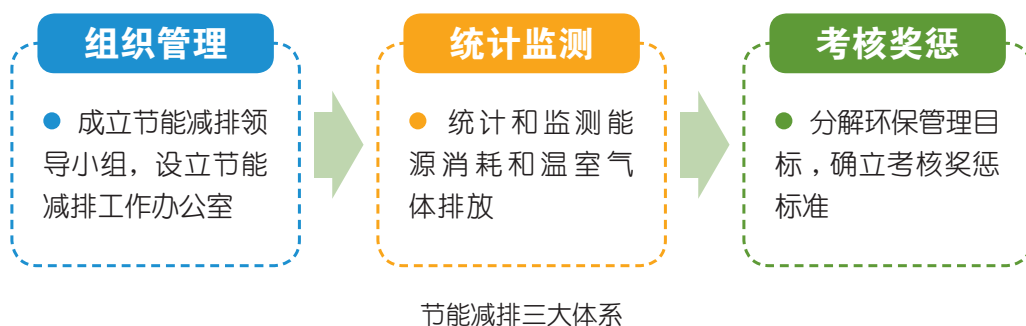 组织管理
● 成立节能减排领
导小组，设立节能
减排工作办公室
统计监测
● 统计和监测能
源消耗和温室气
体排放
考核奖惩
● 分解环保管理目
标，确立考核奖惩
标准
节能减排三大体系